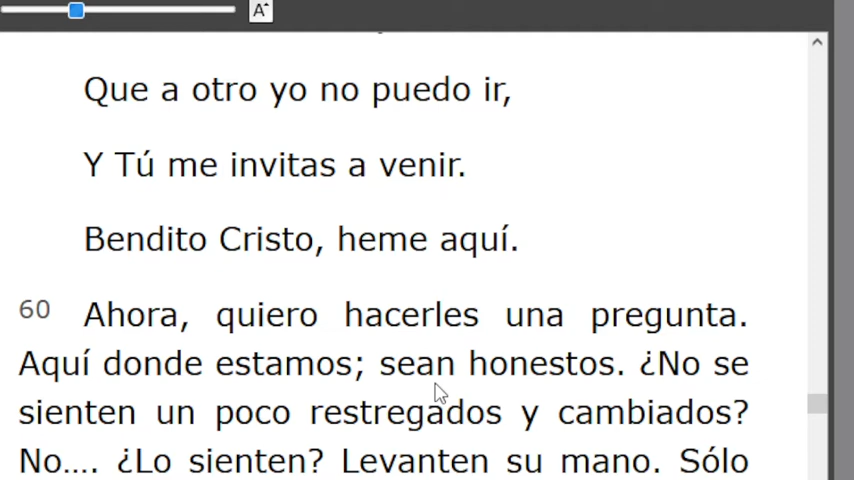 A
Que a otro yo no puedo ir,
Y Tú me invitas a venir.
Bendito Cristo, heme aquí.
60 Ahora, quiero hacerles una pregunta.
Aquí donde estamos; sean honestos. ¿No se
sienten un poco restregados y cambiados?
No…. ¿Lo sienten? Levanten su mano. Sólo